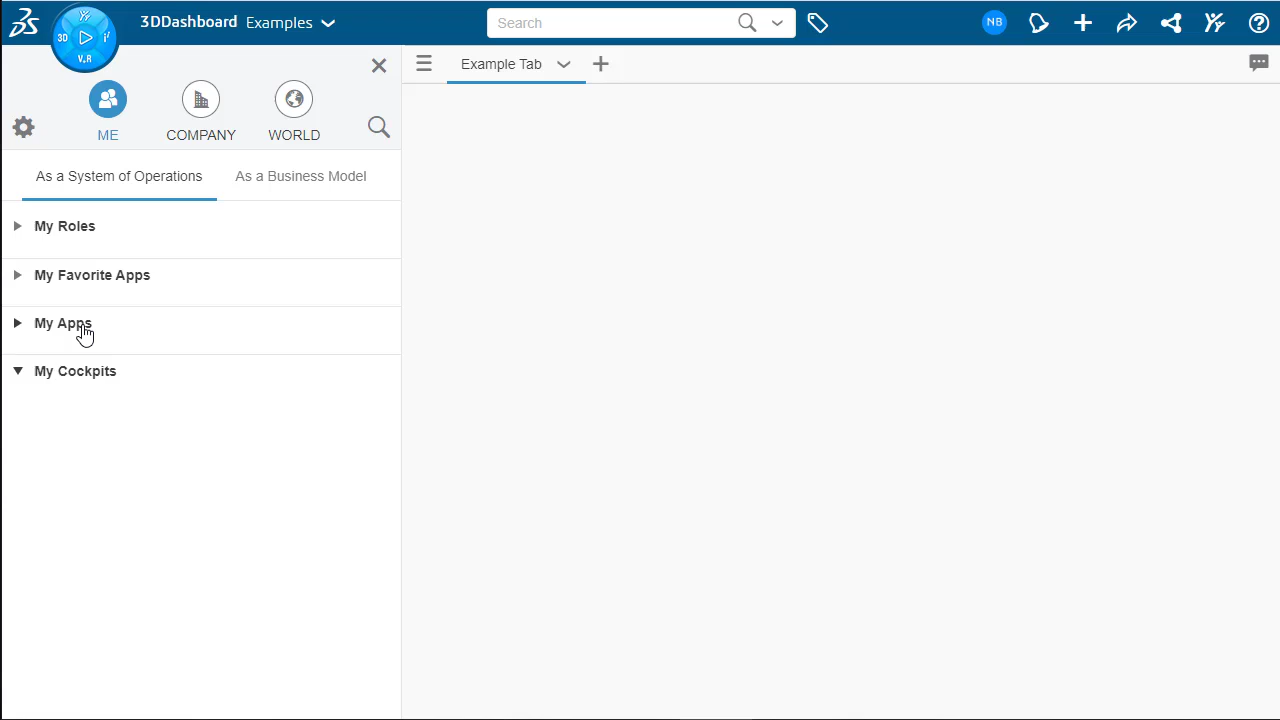 3DDashboard Examples
Search
NB
3D
V.R
Example Tab
ME
COMPANY
WORLD
As a System of Operations
As a Business Model
My Roles
My Favorite Apps
My Apps
My Cockpits